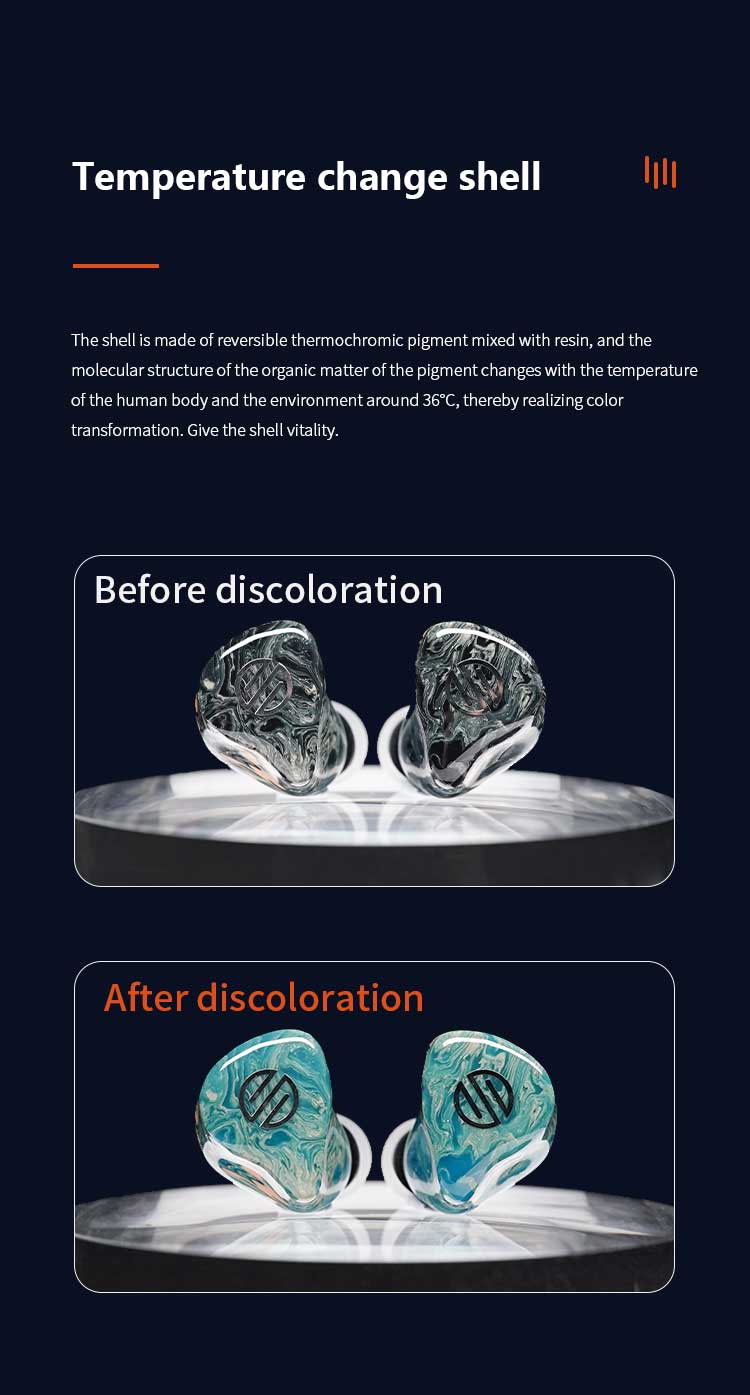 Temperature change shell
The shell is made of reversible thermochromic pigment mixed with resin, and the
molecular structure of the organic matter of the pigment changes with the temperature
of the human body and the environment around 36°C, thereby realizing color
transformation. Give the shell vitality.
Before discoloration
After discoloration